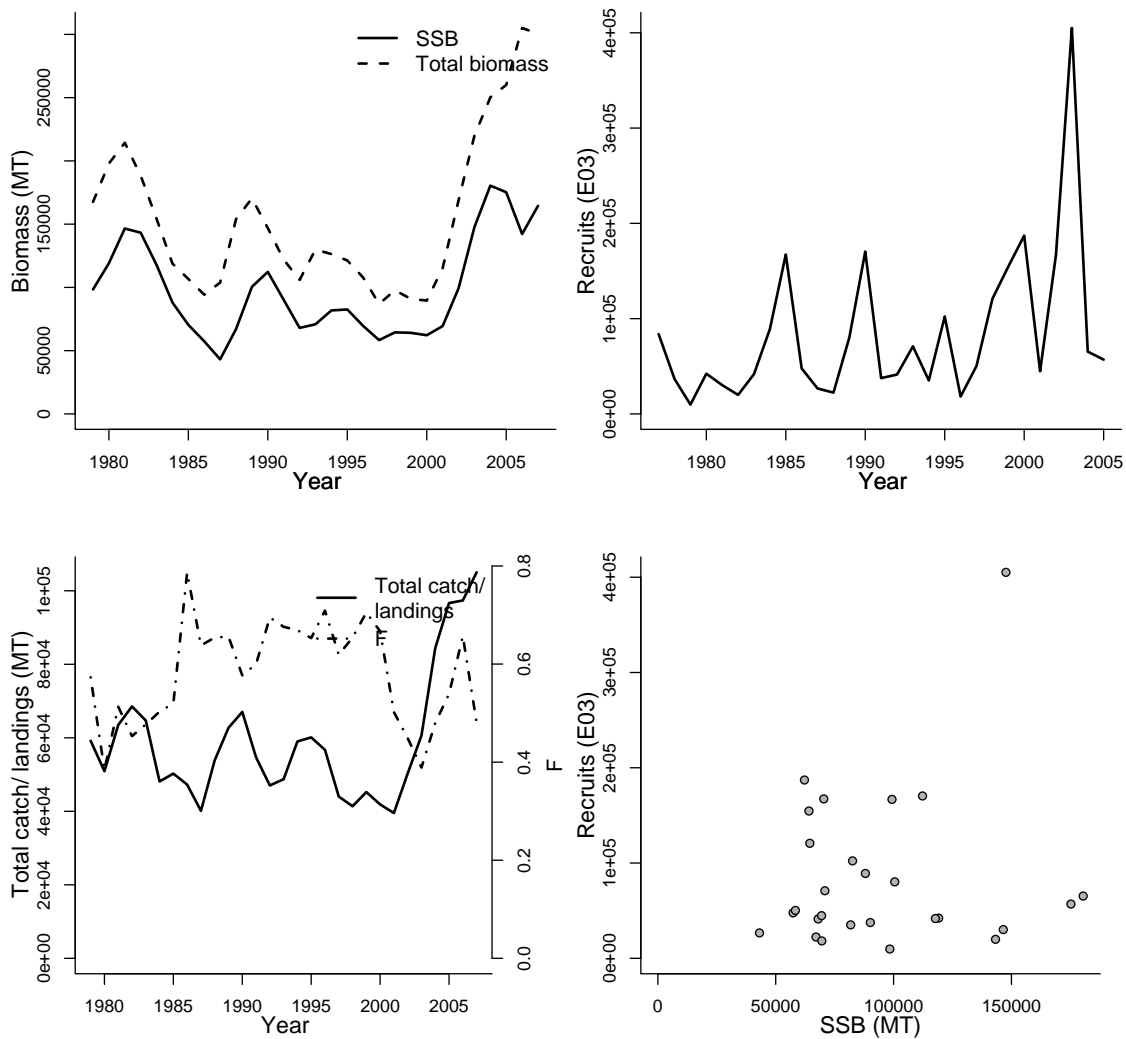 SSB
Total biomass
Biomass (MT)
0
50000
150000
250000
1980 1985 1990 1995 2000 2005
Year
Recruits (E03)
0e+00
1e+05
2e+05
3e+05
4e+05
1980 1985 1990 1995 2000 2005
Year
Total catch/
landings
F
Total catch/ landings (MT)
0e+00
2e+04
4e+04
6e+04
8e+04
1e+05
0.0
0.2
0.4
0.6
0.8
F
1980 1985 1990 1995 2000 2005
Year
Recruits (E03)
0e+00
1e+05
2e+05
3e+05
4e+05
0 50000 100000 150000
SSB (MT)